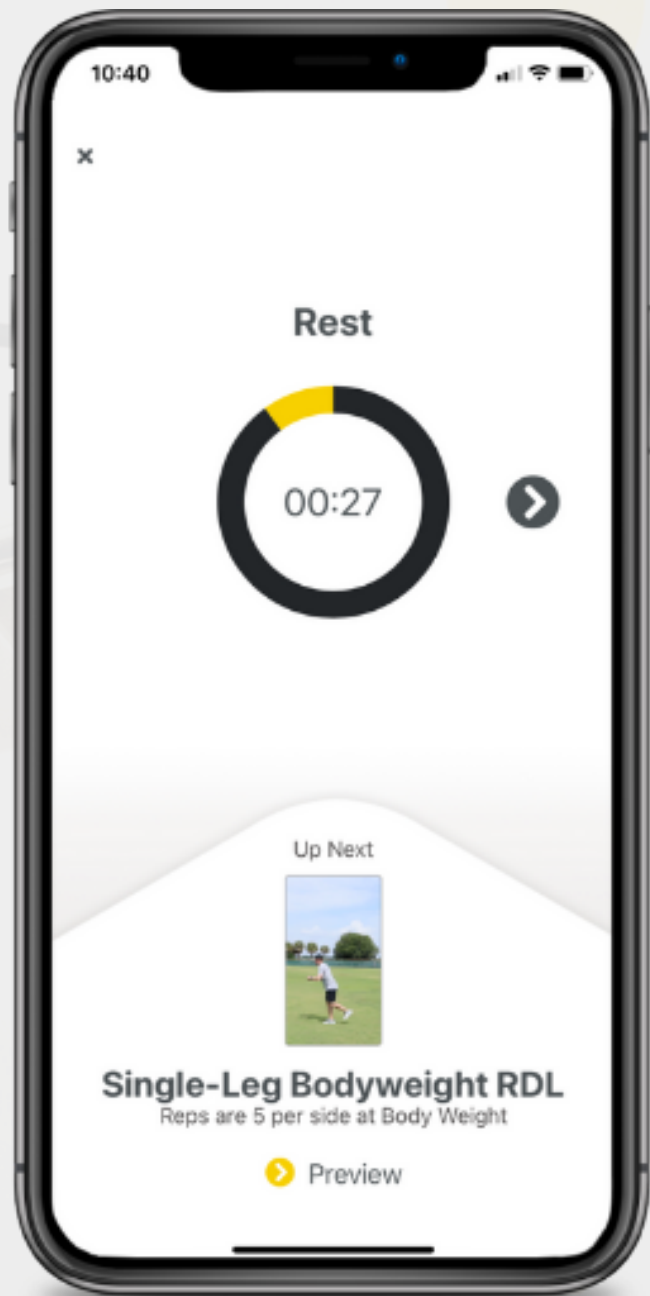 10:40
×
Rest
00:27
Up Next
Single-Leg Bodyweight RDL
Reps are 5 per side at Body Weight
Preview